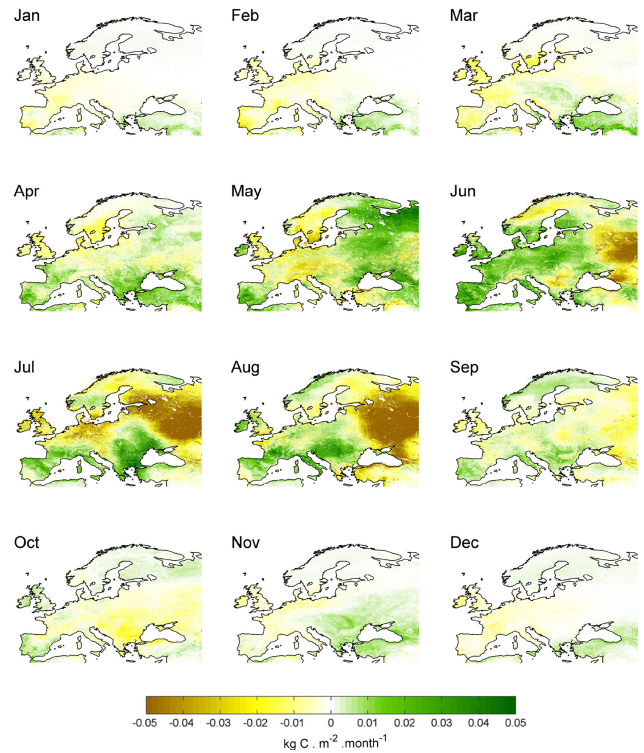 Jan Feb Mar
Apr May Jun
Jul Aug Sep
Oct Nov Dec
-0.05 -0.04 -0.03 -0.02 -0.01 0 0.01 0.02 0.03 0.04 0.05
kg C . m⁻² .month⁻¹